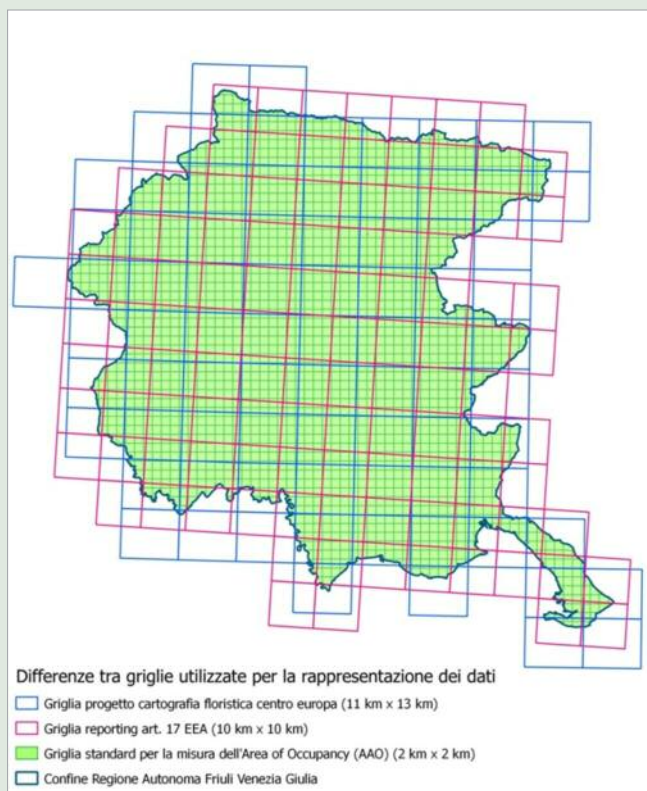 Differenze tra griglie utilizzate per la rappresentazione dei dati
Griglia progetto cartografia floristica centro europa (11 km x 13 km)
Griglia reporting art. 17 EEA (10 km x 10 km)
Griglia standard per la misura dell'Area of Occupancy (AAO) (2 km x 2 km)
Confine Regione Autonoma Friuli Venezia Giulia